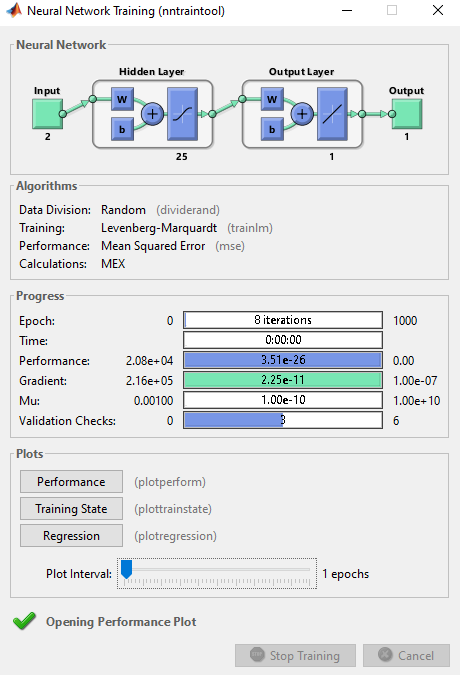 Neural Network Training (nntraintool)
Neural Network
Hidden Layer Output Layer
Input Output
W W
b b
2 25 1 1
Algorithms
Data Division: Random (dividerand)
Training: Levenberg-Marquardt (trainlm)
Performance: Mean Squared Error (mse)
Calculations: MEX
Progress
Epoch: 0 8 iterations 1000
Time: 0:00:00
Performance: 2.08e+04 3.51e-26 0.00
Gradient: 2.16e+05 2.25e-11 1.00e-07
Mu: 0.00100 1.00e-10 1.00e+10
Validation Checks: 0 3 6
Plots
Performance (plotperform)
Training State (plottrainstate)
Regression (plotregression)
Plot Interval: 1 epochs
Opening Performance Plot
Stop Training Cancel